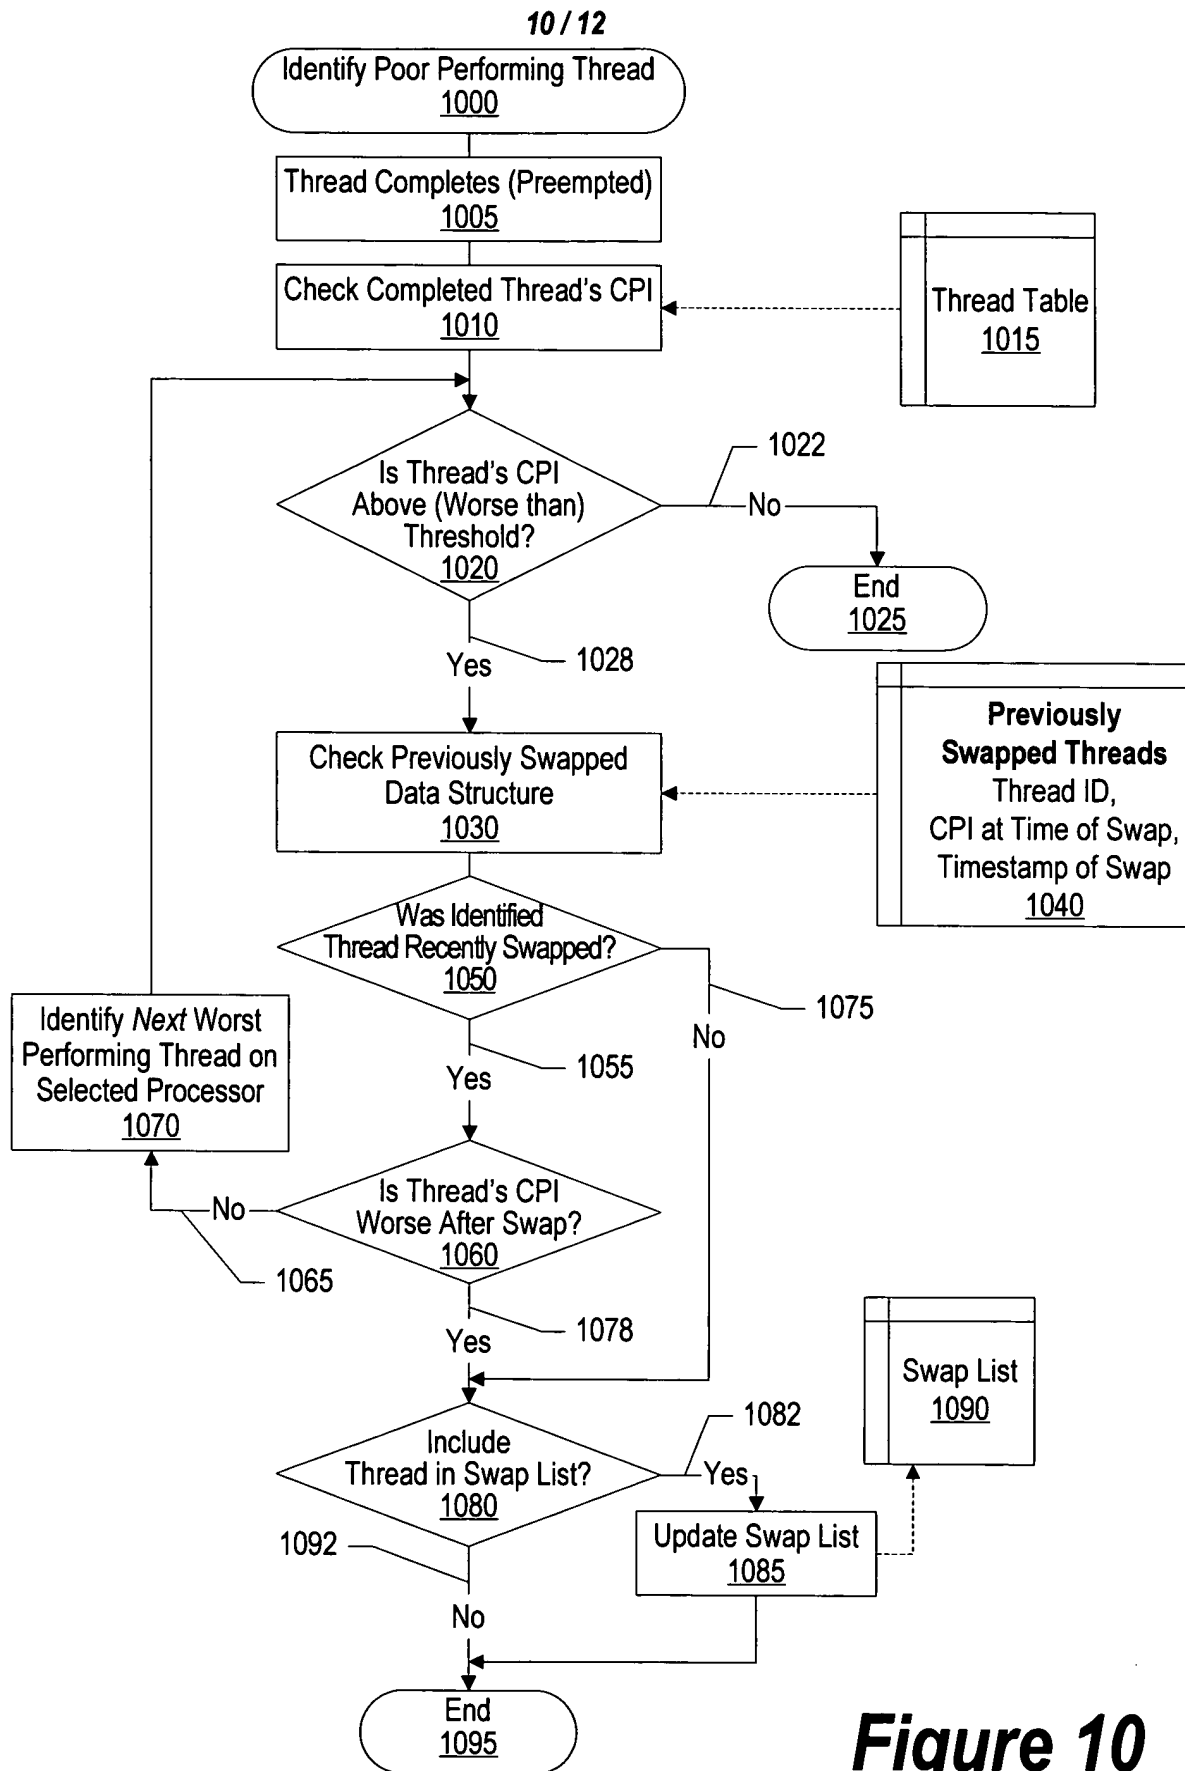 10 / 12
Identify Poor Performing Thread
1000
Thread Completes (Preempted)
1005
Check Completed Thread's CPI
1010
Thread Table
1015
Is Thread's CPI
Above (Worse than)
Threshold?
1020
1022
No
End
1025
Yes
1028
Check Previously Swapped
Data Structure
1030
Previously
Swapped Threads
Thread ID,
CPI at Time of Swap,
Timestamp of Swap
1040
Was Identified
Thread Recently Swapped?
1050
1075
No
1055
Yes
Identify Next Worst
Performing Thread on
Selected Processor
1070
Is Thread's CPI
Worse After Swap?
1060
No
1065
1078
Yes
Swap List
1090
Include
Thread in Swap List?
1080
1082
Yes
Update Swap List
1085
1092
No
End
1095
Figure 10